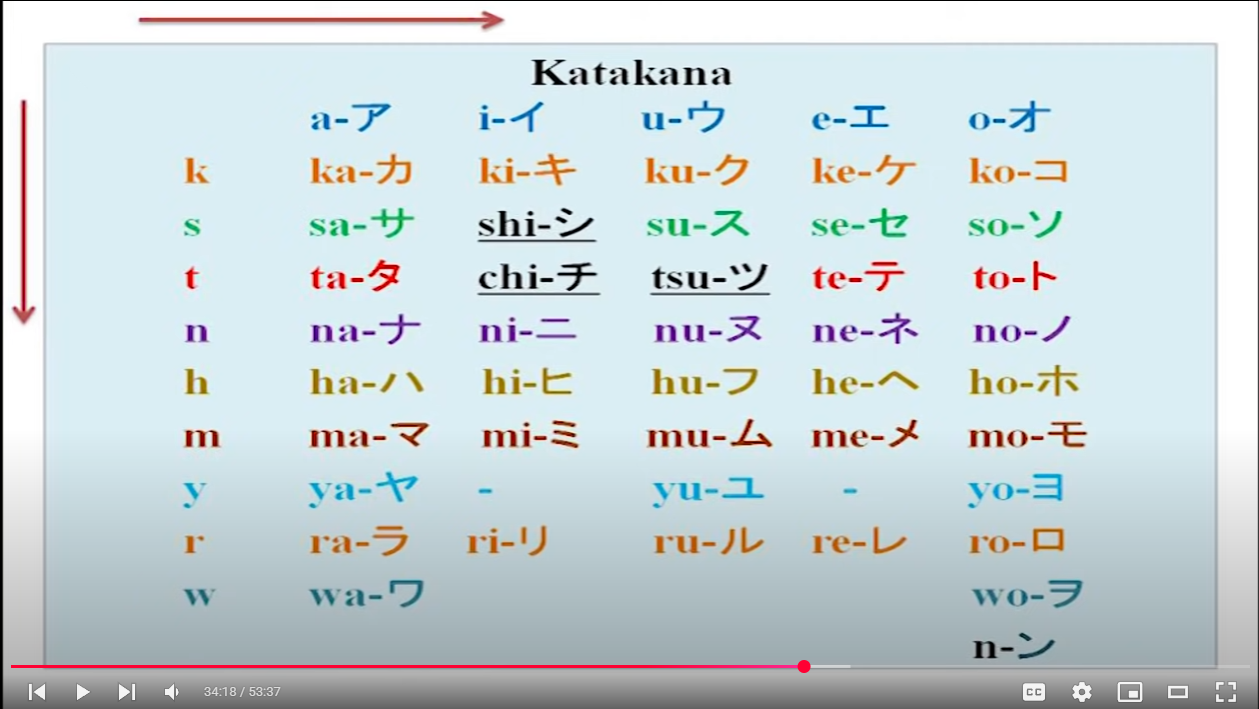 Katakana
a-ア i-イ u-ウ e-エ o-オ
k ka-カ ki-キ ku-ク ke-ケ ko-コ
s sa-サ shi-シ su-ス se-セ so-ソ
t ta-タ chi-チ tsu-ツ te-テ to-ト
n na-ナ ni-ニ nu-ヌ ne-ネ no-ノ
h ha-ハ hi-ヒ hu-フ he-ヘ ho-ホ
m ma-マ mi-ミ mu-ム me-メ mo-モ
y ya-ヤ - yu-ユ - yo-ヨ
r ra-ラ ri-リ ru-ル re-レ ro-ロ
w wa-ワ wo-ヲ
n-ン
34:18 / 53:37 CC